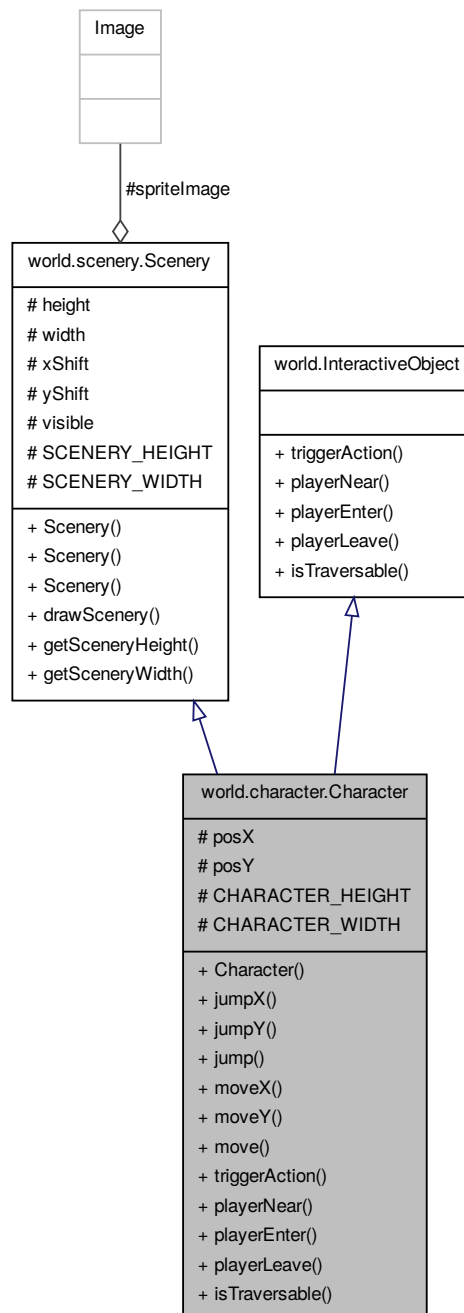 Image
#spriteImage
world.scenery.Scenery
# height
# width
# xShift
# yShift
# visible
# SCENERY_HEIGHT
# SCENERY_WIDTH
+ Scenery()
+ Scenery()
+ Scenery()
+ drawScenery()
+ getSceneryHeight()
+ getSceneryWidth()
world.InteractiveObject
+ triggerAction()
+ playerNear()
+ playerEnter()
+ playerLeave()
+ isTraversable()
world.character.Character
# posX
# posY
# CHARACTER_HEIGHT
# CHARACTER_WIDTH
+ Character()
+ jumpX()
+ jumpY()
+ jump()
+ moveX()
+ moveY()
+ move()
+ triggerAction()
+ playerNear()
+ playerEnter()
+ playerLeave()
+ isTraversable()